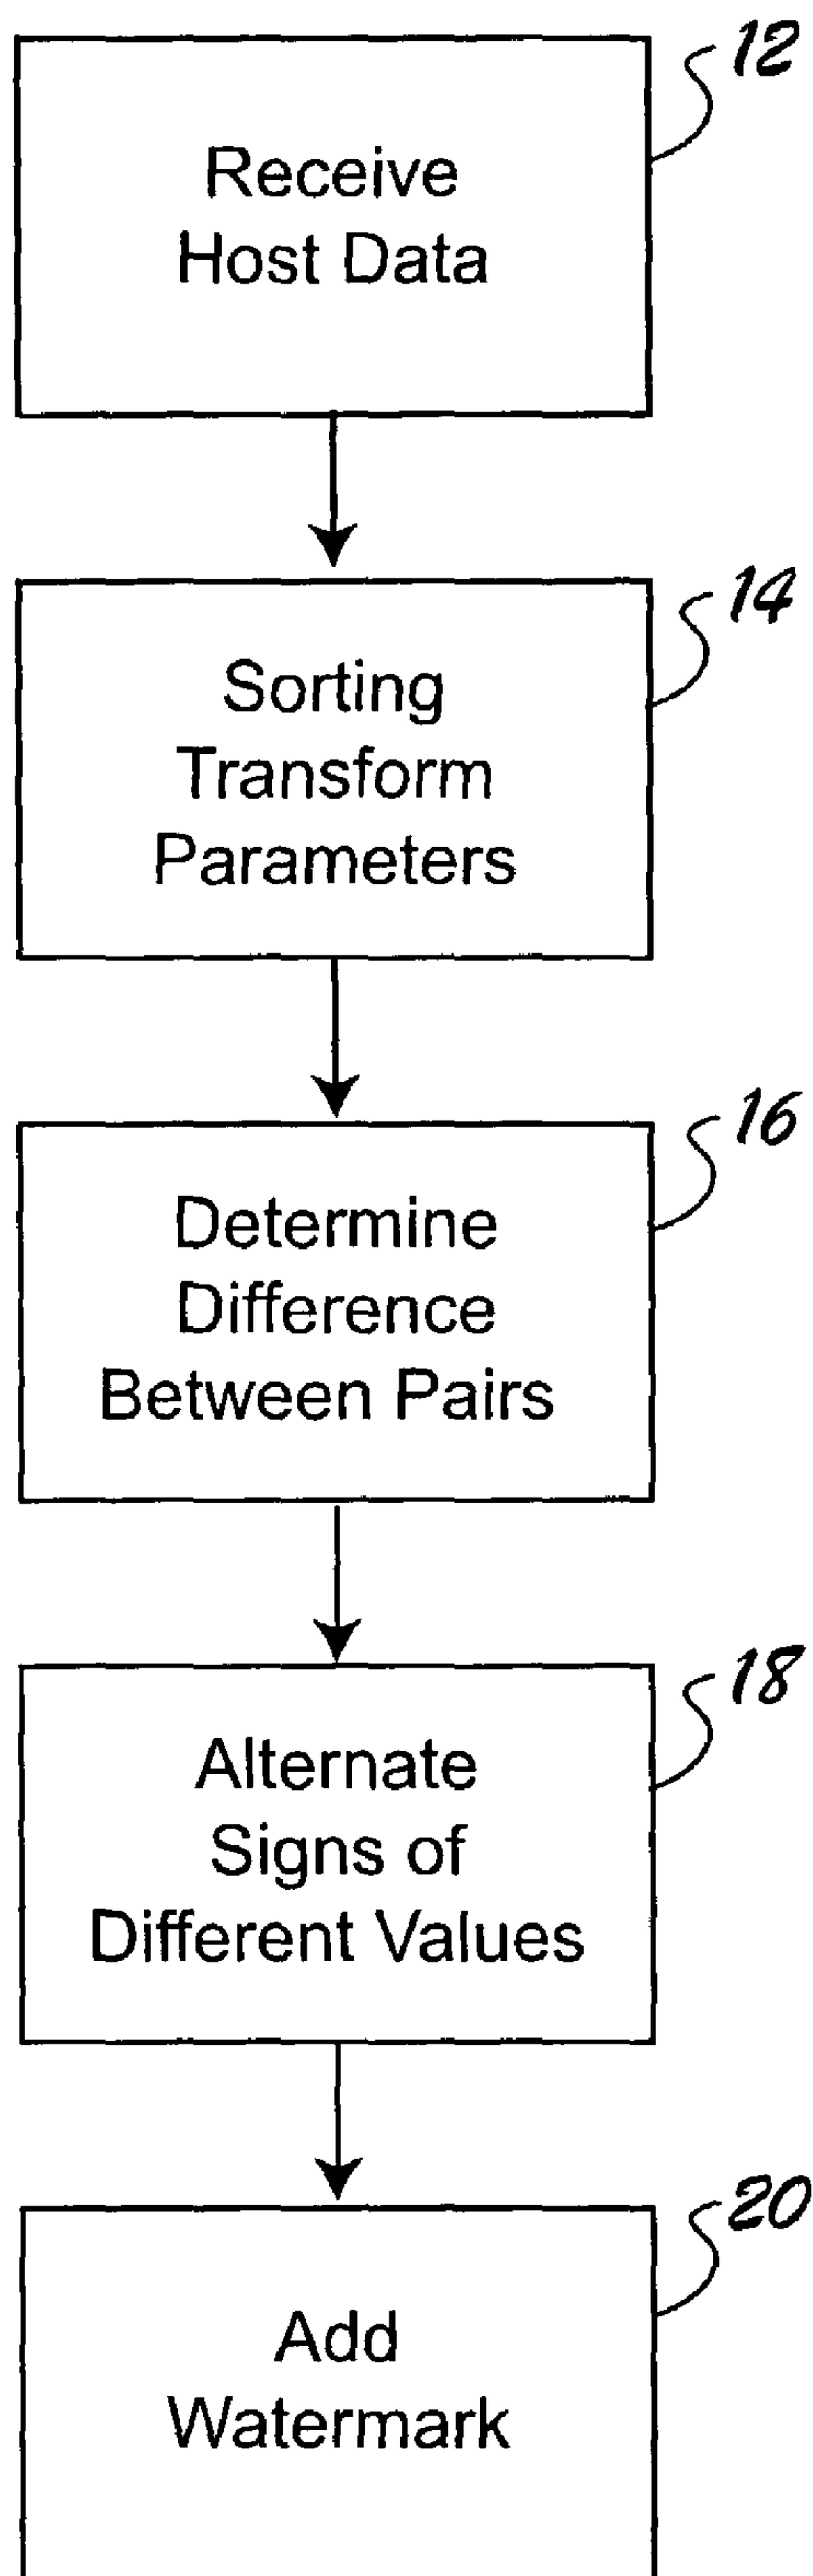 12
Receive
Host Data
14
Sorting
Transform
Parameters
16
Determine
Difference
Between Pairs
18
Alternate
Signs of
Different Values
20
Add
Watermark